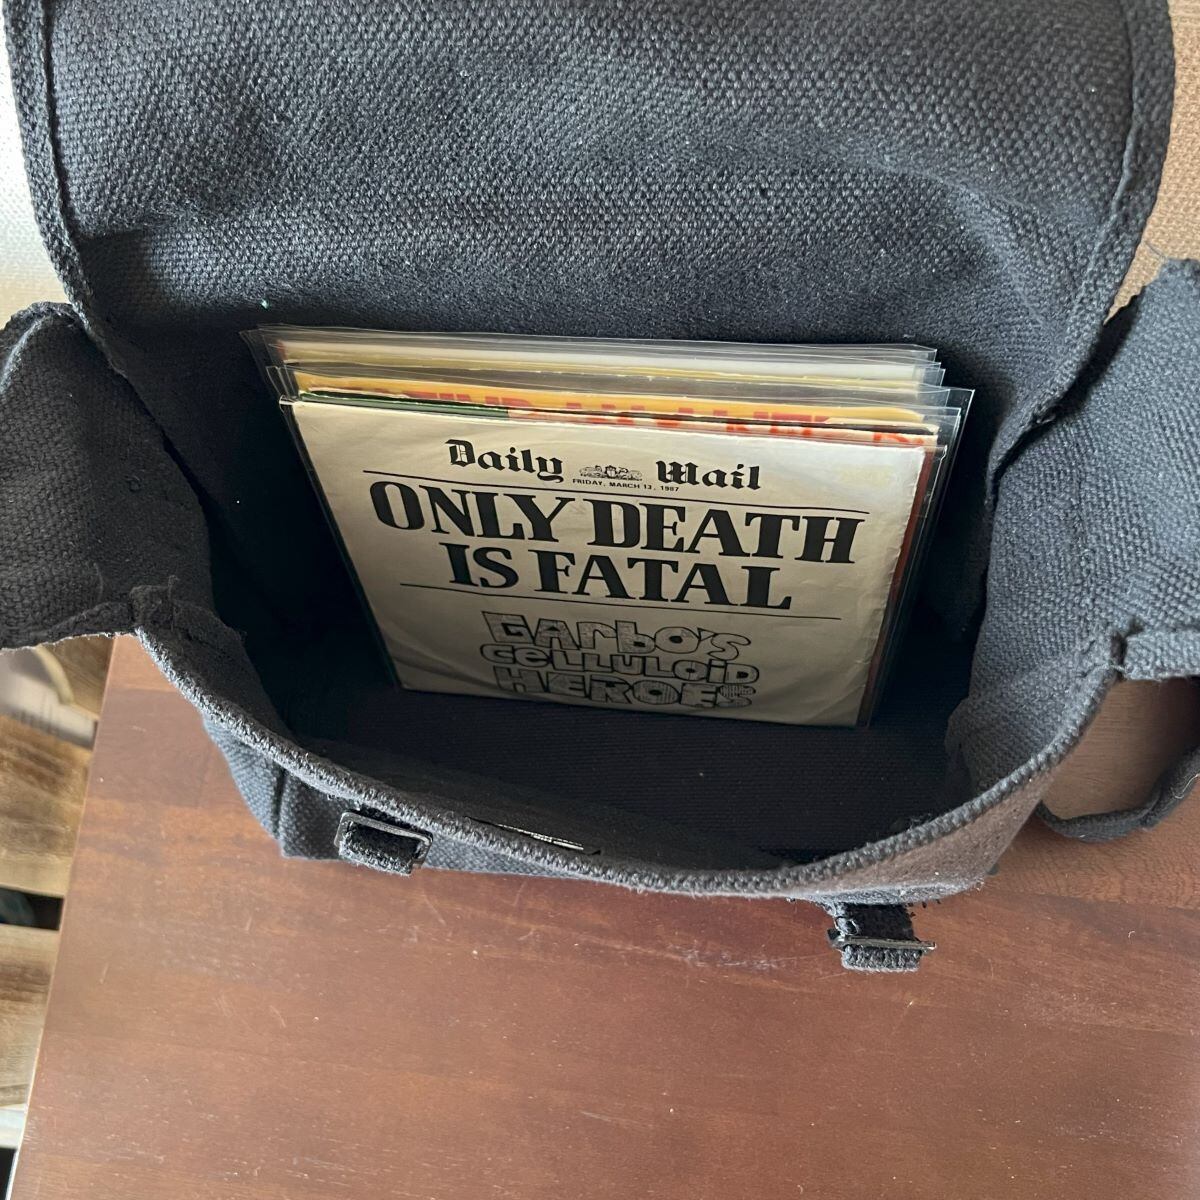 Daily Mail
FRIDAY, MARCH 13, 1987
ONLY DEATH
IS FATAL
GArbo's
CeLLULOiD
HEROES